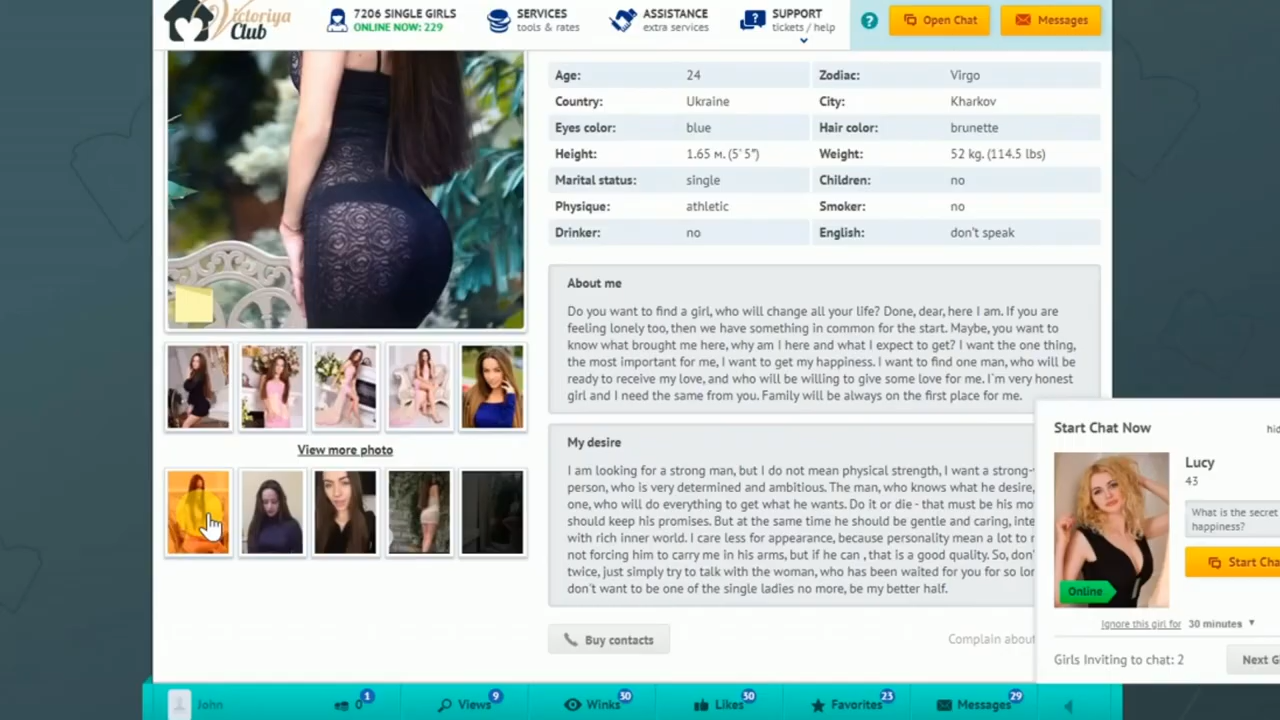 Victoriya Club
7206 SINGLE GIRLS
ONLINE NOW: 229
SERVICES
tools & rates
ASSISTANCE
extra services
SUPPORT
tickets / help
?
Open Chat
Messages
Age: 24 Zodiac: Virgo
Country: Ukraine City: Kharkov
Eyes color: blue Hair color: brunette
Height: 1.65 м. (5' 5") Weight: 52 kg. (114.5 lbs)
Marital status: single Children: no
Physique: athletic Smoker: no
Drinker: no English: don't speak
About me
Do you want to find a girl, who will change all your life? Done, dear, here I am. If you are
feeling lonely too, then we have something in common for the start. Maybe, you want to
know what brought me here, why am I here and what I expect to get? I want the one thing,
the most important for me, I want to get my happiness. I want to find one man, who will be
ready to receive my love, and who will be willing to give some love for me. I'm very honest
girl and I need the same from you. Family will be always on the first place for me.
View more photo
My desire
I am looking for a strong man, but I do not mean physical strength, I want a strong-
person, who is very determined and ambitious. The man, who knows what he desire,
one, who will do everything to get what he wants. Do it or die - that must be his mo
should keep his promises. But at the same time he should be gentle and caring, inte
with rich inner world. I care less for appearance, because personality mean a lot to
not forcing him to carry me in his arms, but if he can , that is a good quality. So, don'
twice, just simply try to talk with the woman, who has been waited for you for so lon
don't want to be one of the single ladies no more, be my better half.
Buy contacts
Complain about
Start Chat Now
hid
Lucy
43
What is the secret
happiness?
Start Cha
Online
Ignore this girl for 30 minutes
Girls Inviting to chat: 2
Next G
John
0 1
Views 9
Winks 30
Likes 30
Favorites 23
Messages 29